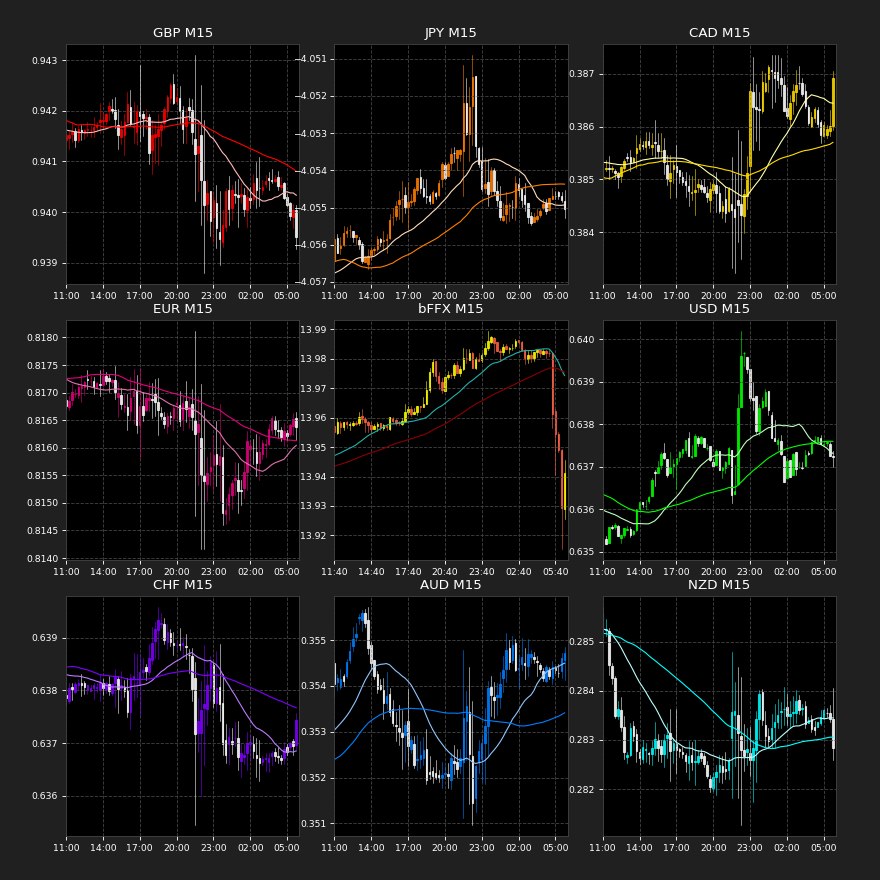 GBP M15
0.943
0.942
0.941
0.940
0.939
11:00 14:00 17:00 20:00 23:00 02:00 05:00
JPY M15
−4.051
−4.052
−4.053
−4.054
−4.055
−4.056
−4.057
11:00 14:00 17:00 20:00 23:00 02:00 05:00
CAD M15
0.387
0.386
0.385
0.384
11:00 14:00 17:00 20:00 23:00 02:00 05:00
EUR M15
0.8180
0.8175
0.8170
0.8165
0.8160
0.8155
0.8150
0.8145
0.8140
11:00 14:00 17:00 20:00 23:00 02:00 05:00
bFFX M15
13.99
13.98
13.97
13.96
13.95
13.94
13.93
13.92
11:40 14:40 17:40 20:40 23:40 02:40 05:40
USD M15
0.640
0.639
0.638
0.637
0.636
0.635
11:00 14:00 17:00 20:00 23:00 02:00 05:00
CHF M15
0.639
0.638
0.637
0.636
11:00 14:00 17:00 20:00 23:00 02:00 05:00
AUD M15
0.355
0.354
0.353
0.352
0.351
11:00 14:00 17:00 20:00 23:00 02:00 05:00
NZD M15
0.285
0.284
0.283
0.282
11:00 14:00 17:00 20:00 23:00 02:00 05:00